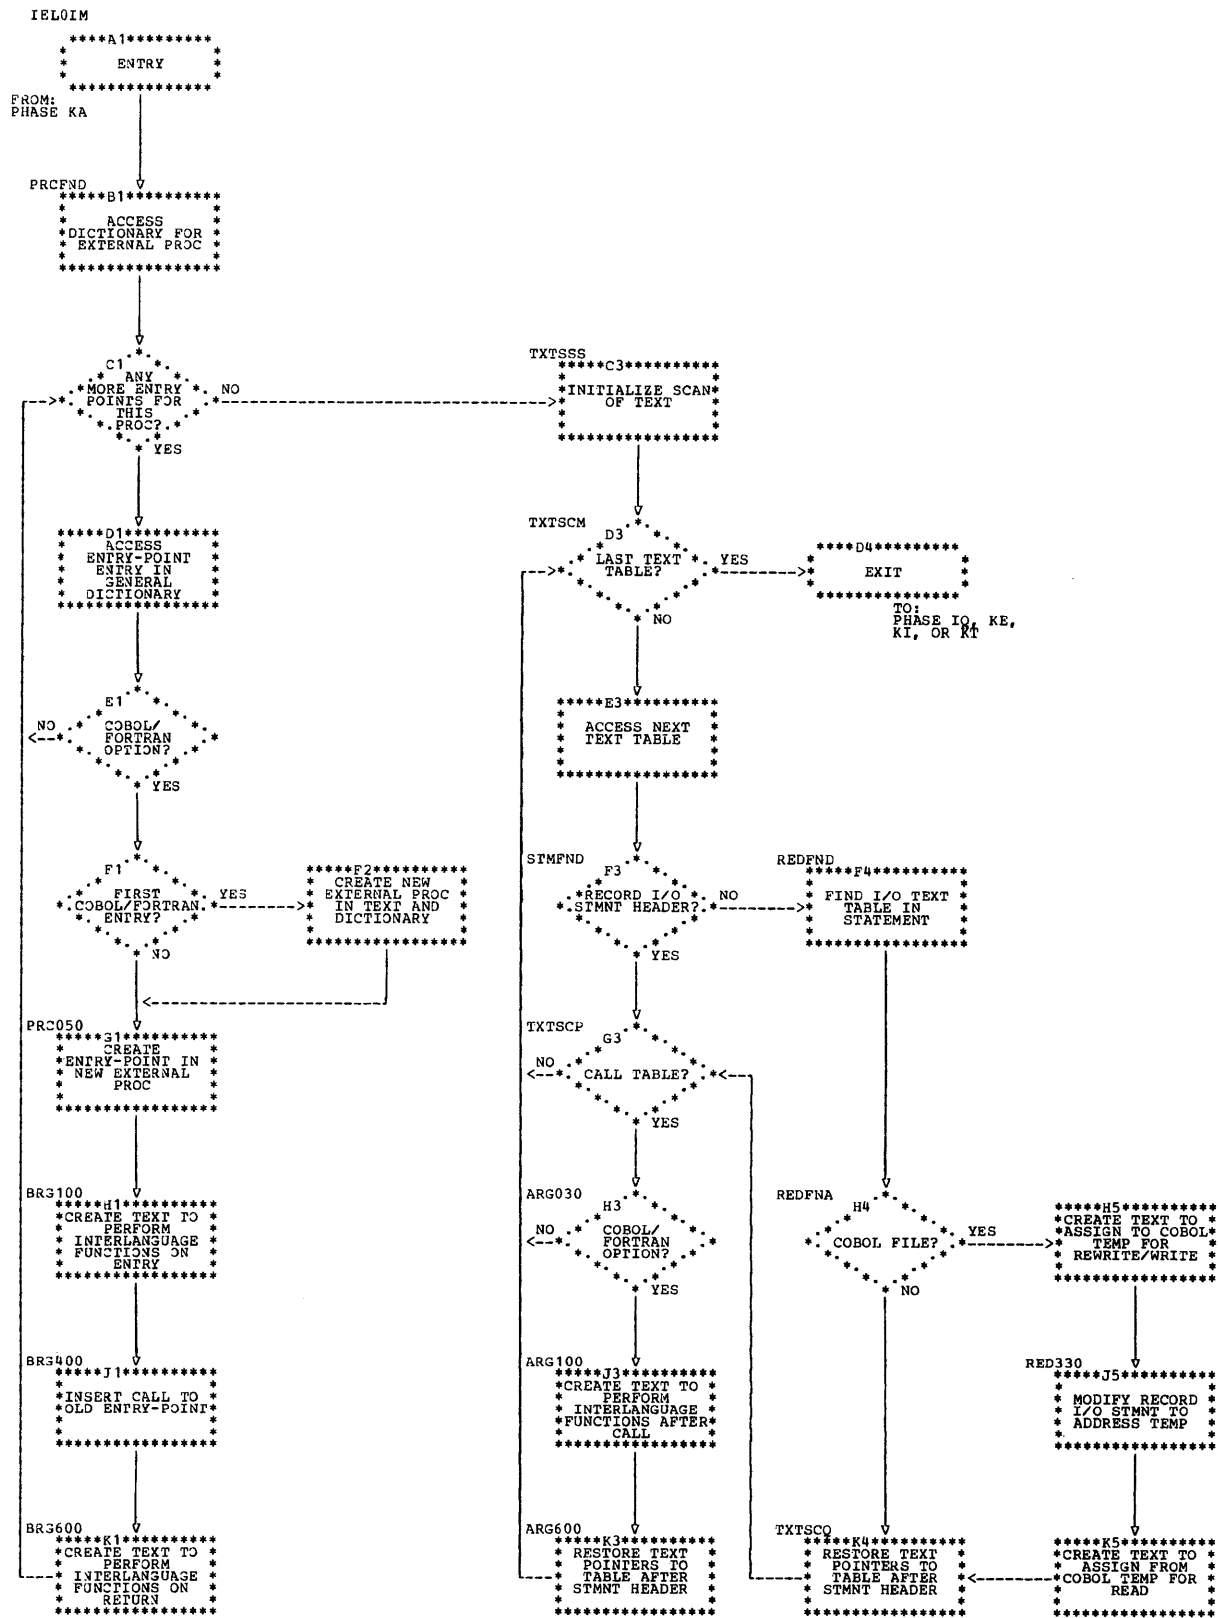 IEL0IM
A1
ENTRY
FROM:
PHASE KA
PRCFND
B1
ACCESS
DICTIONARY FOR
EXTERNAL PROC
C1
ANY
MORE ENTRY
POINTS FOR
THIS
PROC?
NO
YES
D1
ACCESS
ENTRY-POINT
ENTRY IN
GENERAL
DICTIONARY
E1
COBOL/
FORTRAN
OPTION?
NO
YES
F1
FIRST
COBOL/FORTRAN
ENTRY?
YES
NO
F2
CREATE NEW
EXTERNAL PROC
IN TEXT AND
DICTIONARY
PRC050
G1
CREATE
ENTRY-POINT IN
NEW EXTERNAL
PROC
BRG100
H1
CREATE TEXT TO
PERFORM
INTERLANGUAGE
FUNCTIONS ON
ENTRY
BRG400
J1
INSERT CALL TO
OLD ENTRY-POINT
BRG600
K1
CREATE TEXT TO
PERFORM
INTERLANGUAGE
FUNCTIONS ON
RETURN
TXTSSS
C3
INITIALIZE SCAN
OF TEXT
TXTSCM
D3
LAST TEXT
TABLE?
YES
NO
D4
EXIT
TO:
PHASE IQ, KE,
KI, OR KT
E3
ACCESS NEXT
TEXT TABLE
STMFND
F3
RECORD I/O
STMNT HEADER?
NO
YES
REDFND
F4
FIND I/O TEXT
TABLE IN
STATEMENT
TXTSCP
G3
CALL TABLE?
NO
YES
ARG030
H3
COBOL/
FORTRAN
OPTION?
NO
YES
REDFNA
H4
COBOL FILE?
YES
NO
H5
CREATE TEXT TO
ASSIGN TO COBOL
TEMP FOR
REWRITE/WRITE
ARG100
J3
CREATE TEXT TO
PERFORM
INTERLANGUAGE
FUNCTIONS AFTER
CALL
RED330
J5
MODIFY RECORD
I/O STMNT TO
ADDRESS TEMP
ARG600
K3
RESTORE TEXT
POINTERS TO
TABLE AFTER
STMNT HEADER
TXTSCQ
K4
RESTORE TEXT
POINTERS TO
TABLE AFTER
STMNT HEADER
K5
CREATE TEXT TO
ASSIGN FROM
COBOL TEMP FOR
READ